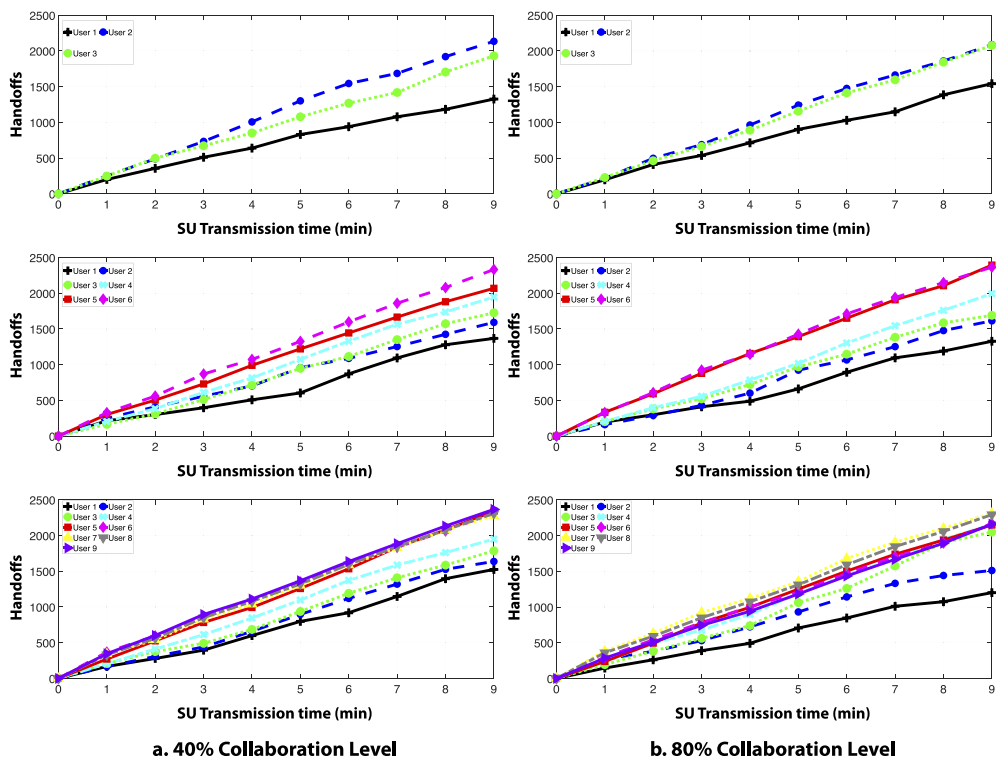 2500
2000
1500
1000
500
0
Handoffs
User 1 User 2
User 3
0 1 2 3 4 5 6 7 8 9
SU Transmission time (min)
2500
2000
1500
1000
500
0
Handoffs
User 1 User 2
User 3
0 1 2 3 4 5 6 7 8 9
SU Transmission time (min)
2500
2000
1500
1000
500
0
Handoffs
User 1 User 2
User 3 User 4
User 5 User 6
0 1 2 3 4 5 6 7 8 9
SU Transmission time (min)
2500
2000
1500
1000
500
0
Handoffs
User 1 User 2
User 3 User 4
User 5 User 6
0 1 2 3 4 5 6 7 8 9
SU Transmission time (min)
2500
2000
1500
1000
500
0
Handoffs
User 1 User 2
User 3 User 4
User 5 User 6
User 7 User 8
User 9
0 1 2 3 4 5 6 7 8 9
SU Transmission time (min)
2500
2000
1500
1000
500
0
Handoffs
User 1 User 2
User 3 User 4
User 5 User 6
User 7 User 8
User 9
0 1 2 3 4 5 6 7 8 9
SU Transmission time (min)
a. 40% Collaboration Level
b. 80% Collaboration Level